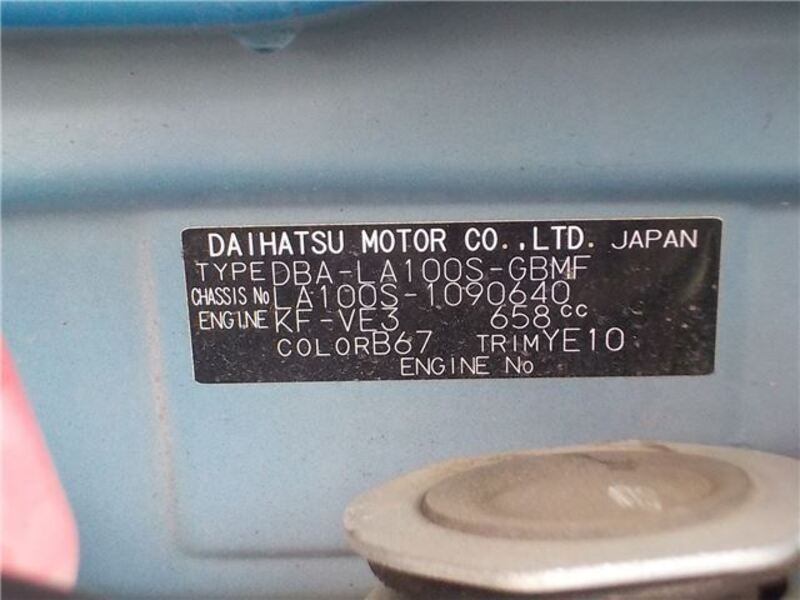 DAIHATSU MOTOR CO.,LTD. JAPAN
TYPE DBA-LA100S-GBMF
CHASSIS No LA100S-1090640
ENGINE KF-VE3 658cc
COLOR B67 TRIM YE10
ENGINE No